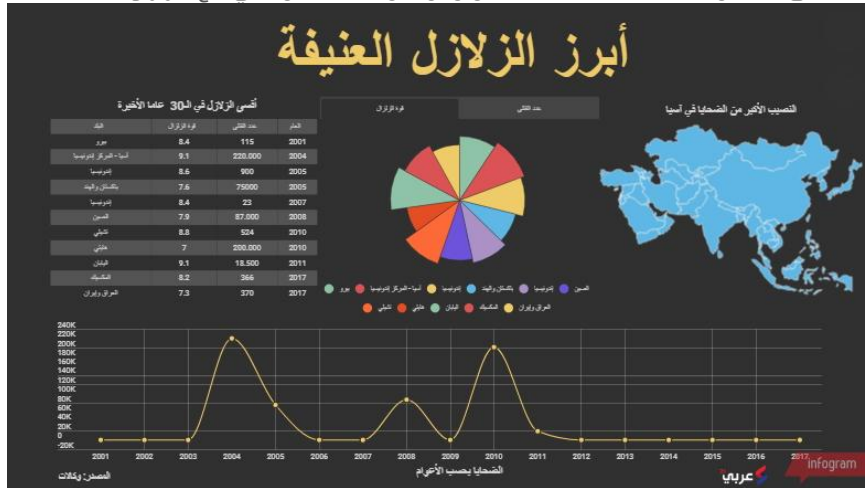 أبرز الزلازل العنيفة
النصيب الأكبر من الضحايا في آسيا
عدد القتلى
قوة الزلزال
أقسى الزلازل في الـ30 عاما الأخيرة
العام عدد القتلى قوة الزلزال البلد
2001 115 8.4 بيرو
2004 220.000 9.1 آسيا - المركز إندونيسيا
2005 900 8.6 إندونيسيا
2005 75000 7.6 باكستان والهند
2007 23 8.4 إندونيسيا
2008 87.000 7.9 الصين
2010 524 8.8 تشيلي
2010 200.000 7 هايتي
2011 18.500 9.1 اليابان
2017 366 8.2 المكسيك
2017 370 7.3 العراق وإيران
بيرو آسيا - المركز إندونيسيا إندونيسيا باكستان والهند إندونيسيا الصين
تشيلي هايتي اليابان المكسيك العراق وإيران
240K
220K
200K
180K
160K
140K
120K
100K
80K
60K
40K
20K
0
-20K
2001 2002 2003 2004 2005 2006 2007 2008 2009 2010 2011 2012 2013 2014 2015 2016 2017
الضحايا بحسب الأعوام
المصدر: وكالات
عربي
infogram